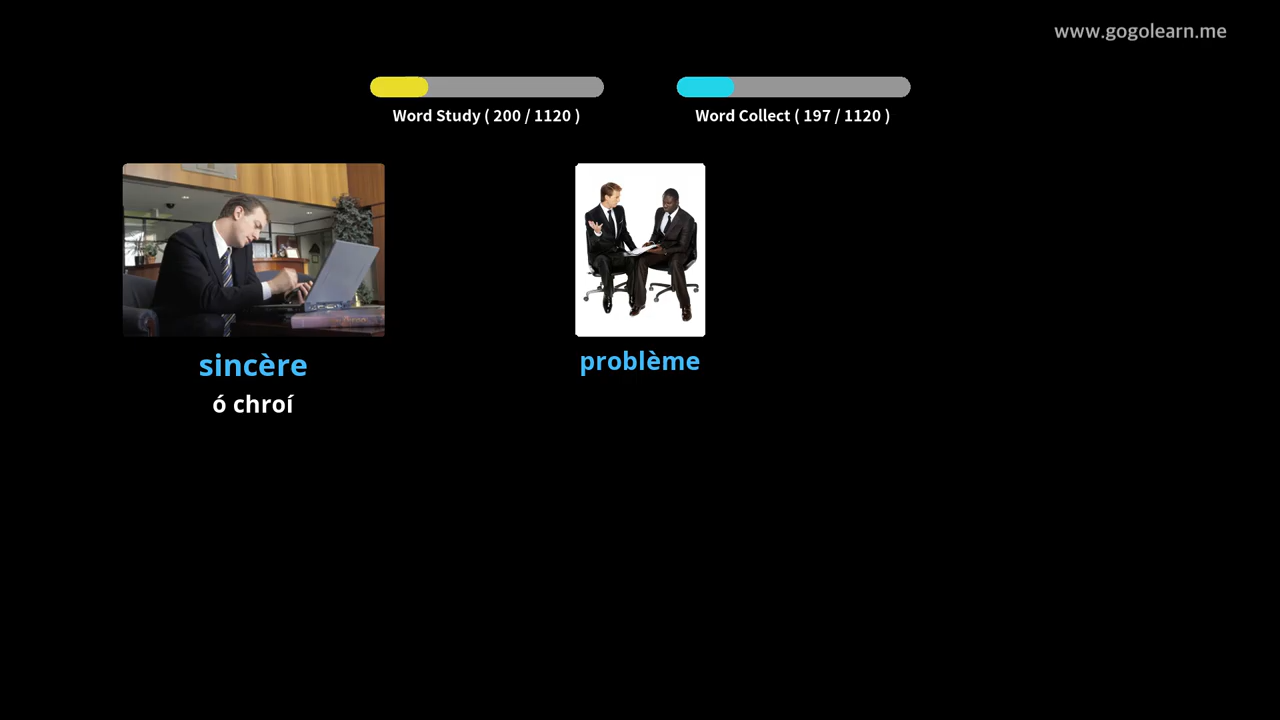 www.gogolearn.me
Word Study ( 200 / 1120 )
Word Collect ( 197 / 1120 )
sincère
ó chroí
problème